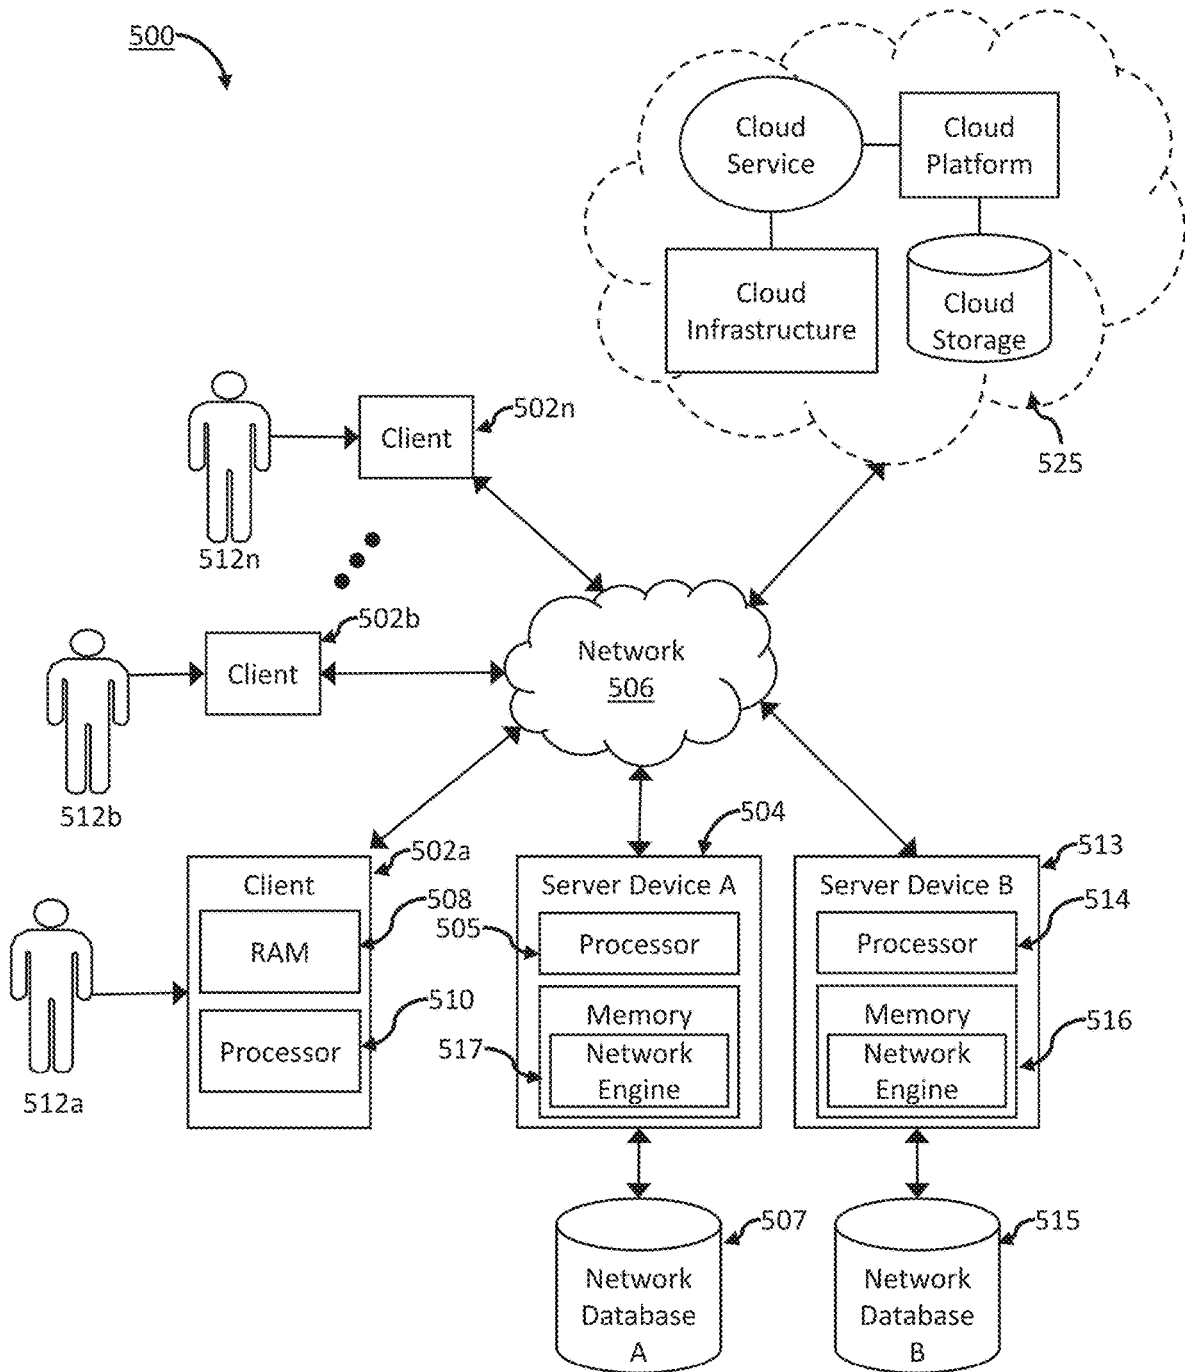 500
Cloud
Service
Cloud
Platform
Cloud
Infrastructure
Cloud
Storage
525
Client
502n
512n
502b
Client
512b
Network
506
504
502a
513
Client
508
RAM
510
Processor
512a
Server Device A
505
Processor
Memory
517
Network
Engine
Server Device B
514
Processor
Memory
516
Network
Engine
507
Network
Database
A
515
Network
Database
B